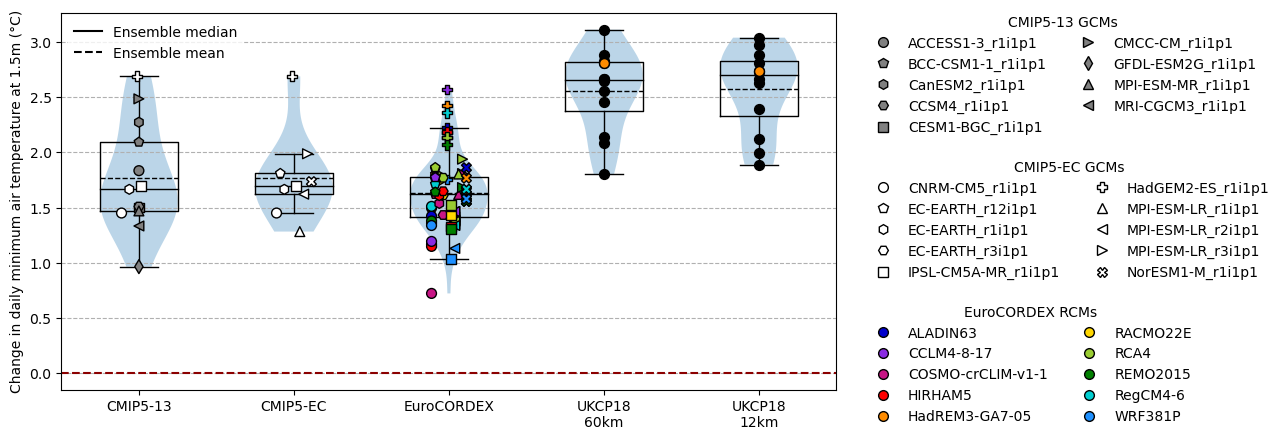 Change in daily minimum air temperature at 1.5m (°C)
Ensemble median
Ensemble mean
3.0
2.5
2.0
1.5
1.0
0.5
0.0
CMIP5-13
CMIP5-EC
EuroCORDEX
UKCP18
60km
UKCP18
12km
CMIP5-13 GCMs
ACCESS1-3_r1i1p1
BCC-CSM1-1_r1i1p1
CanESM2_r1i1p1
CCSM4_r1i1p1
CESM1-BGC_r1i1p1
CMCC-CM_r1i1p1
GFDL-ESM2G_r1i1p1
MPI-ESM-MR_r1i1p1
MRI-CGCM3_r1i1p1
CMIP5-EC GCMs
CNRM-CM5_r1i1p1
EC-EARTH_r12i1p1
EC-EARTH_r1i1p1
EC-EARTH_r3i1p1
IPSL-CM5A-MR_r1i1p1
HadGEM2-ES_r1i1p1
MPI-ESM-LR_r1i1p1
MPI-ESM-LR_r2i1p1
MPI-ESM-LR_r3i1p1
NorESM1-M_r1i1p1
EuroCORDEX RCMs
ALADIN63
CCLM4-8-17
COSMO-crCLIM-v1-1
HIRHAM5
HadREM3-GA7-05
RACMO22E
RCA4
REMO2015
RegCM4-6
WRF381P